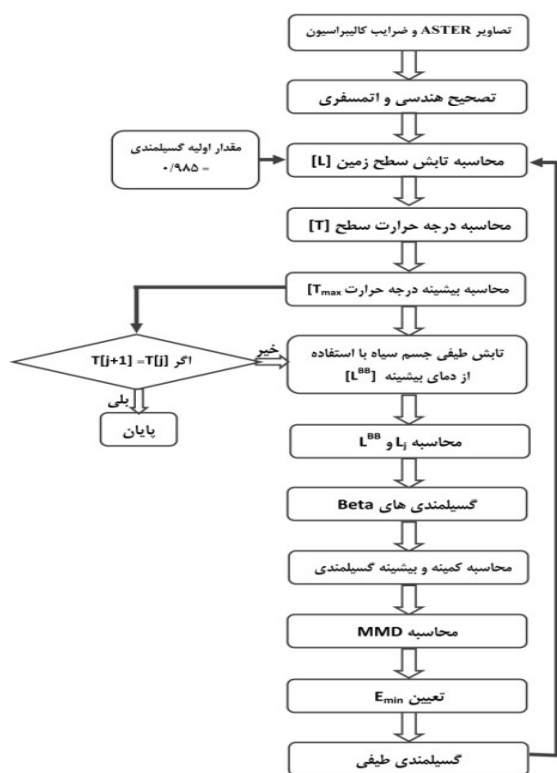 تصاویر ASTER و ضرایب کالیبراسیون
تصحیح هندسی و اتمسفری
مقدار اولیه گسیلمندی
= ۰/۹۸۵
محاسبه تابش سطح زمین [L]
محاسبه درجه حرارت سطح [T]
محاسبه بیشینه درجه حرارت Tmax]
اگر T[j+1] =T[j]
خیر
بلی
پایان
تابش طیفی جسم سیاه با استفاده
از دمای بیشینه [LBB]
محاسبه Lj و LBB
گسیلمندی های Beta
محاسبه کمینه و بیشینه گسیلمندی
محاسبه MMD
تعیین Emin
گسیلمندی طیفی